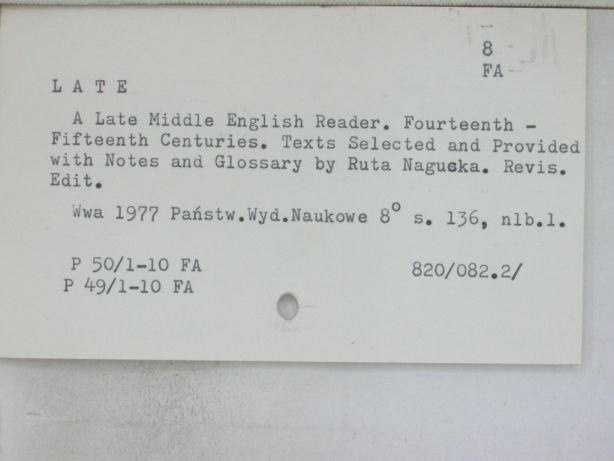 8
FA
L A T E
A Late Middle English Reader. Fourteenth -
Fifteenth Centuries. Texts Selected and Provided
with Notes and Glossary by Ruta Nagucka. Revis.
Edit.
Wwa 1977 Państw.Wyd.Naukowe 8° s. 136, nlb.1.
P 50/1-10 FA
820/082.2/
P 49/1-10 FA